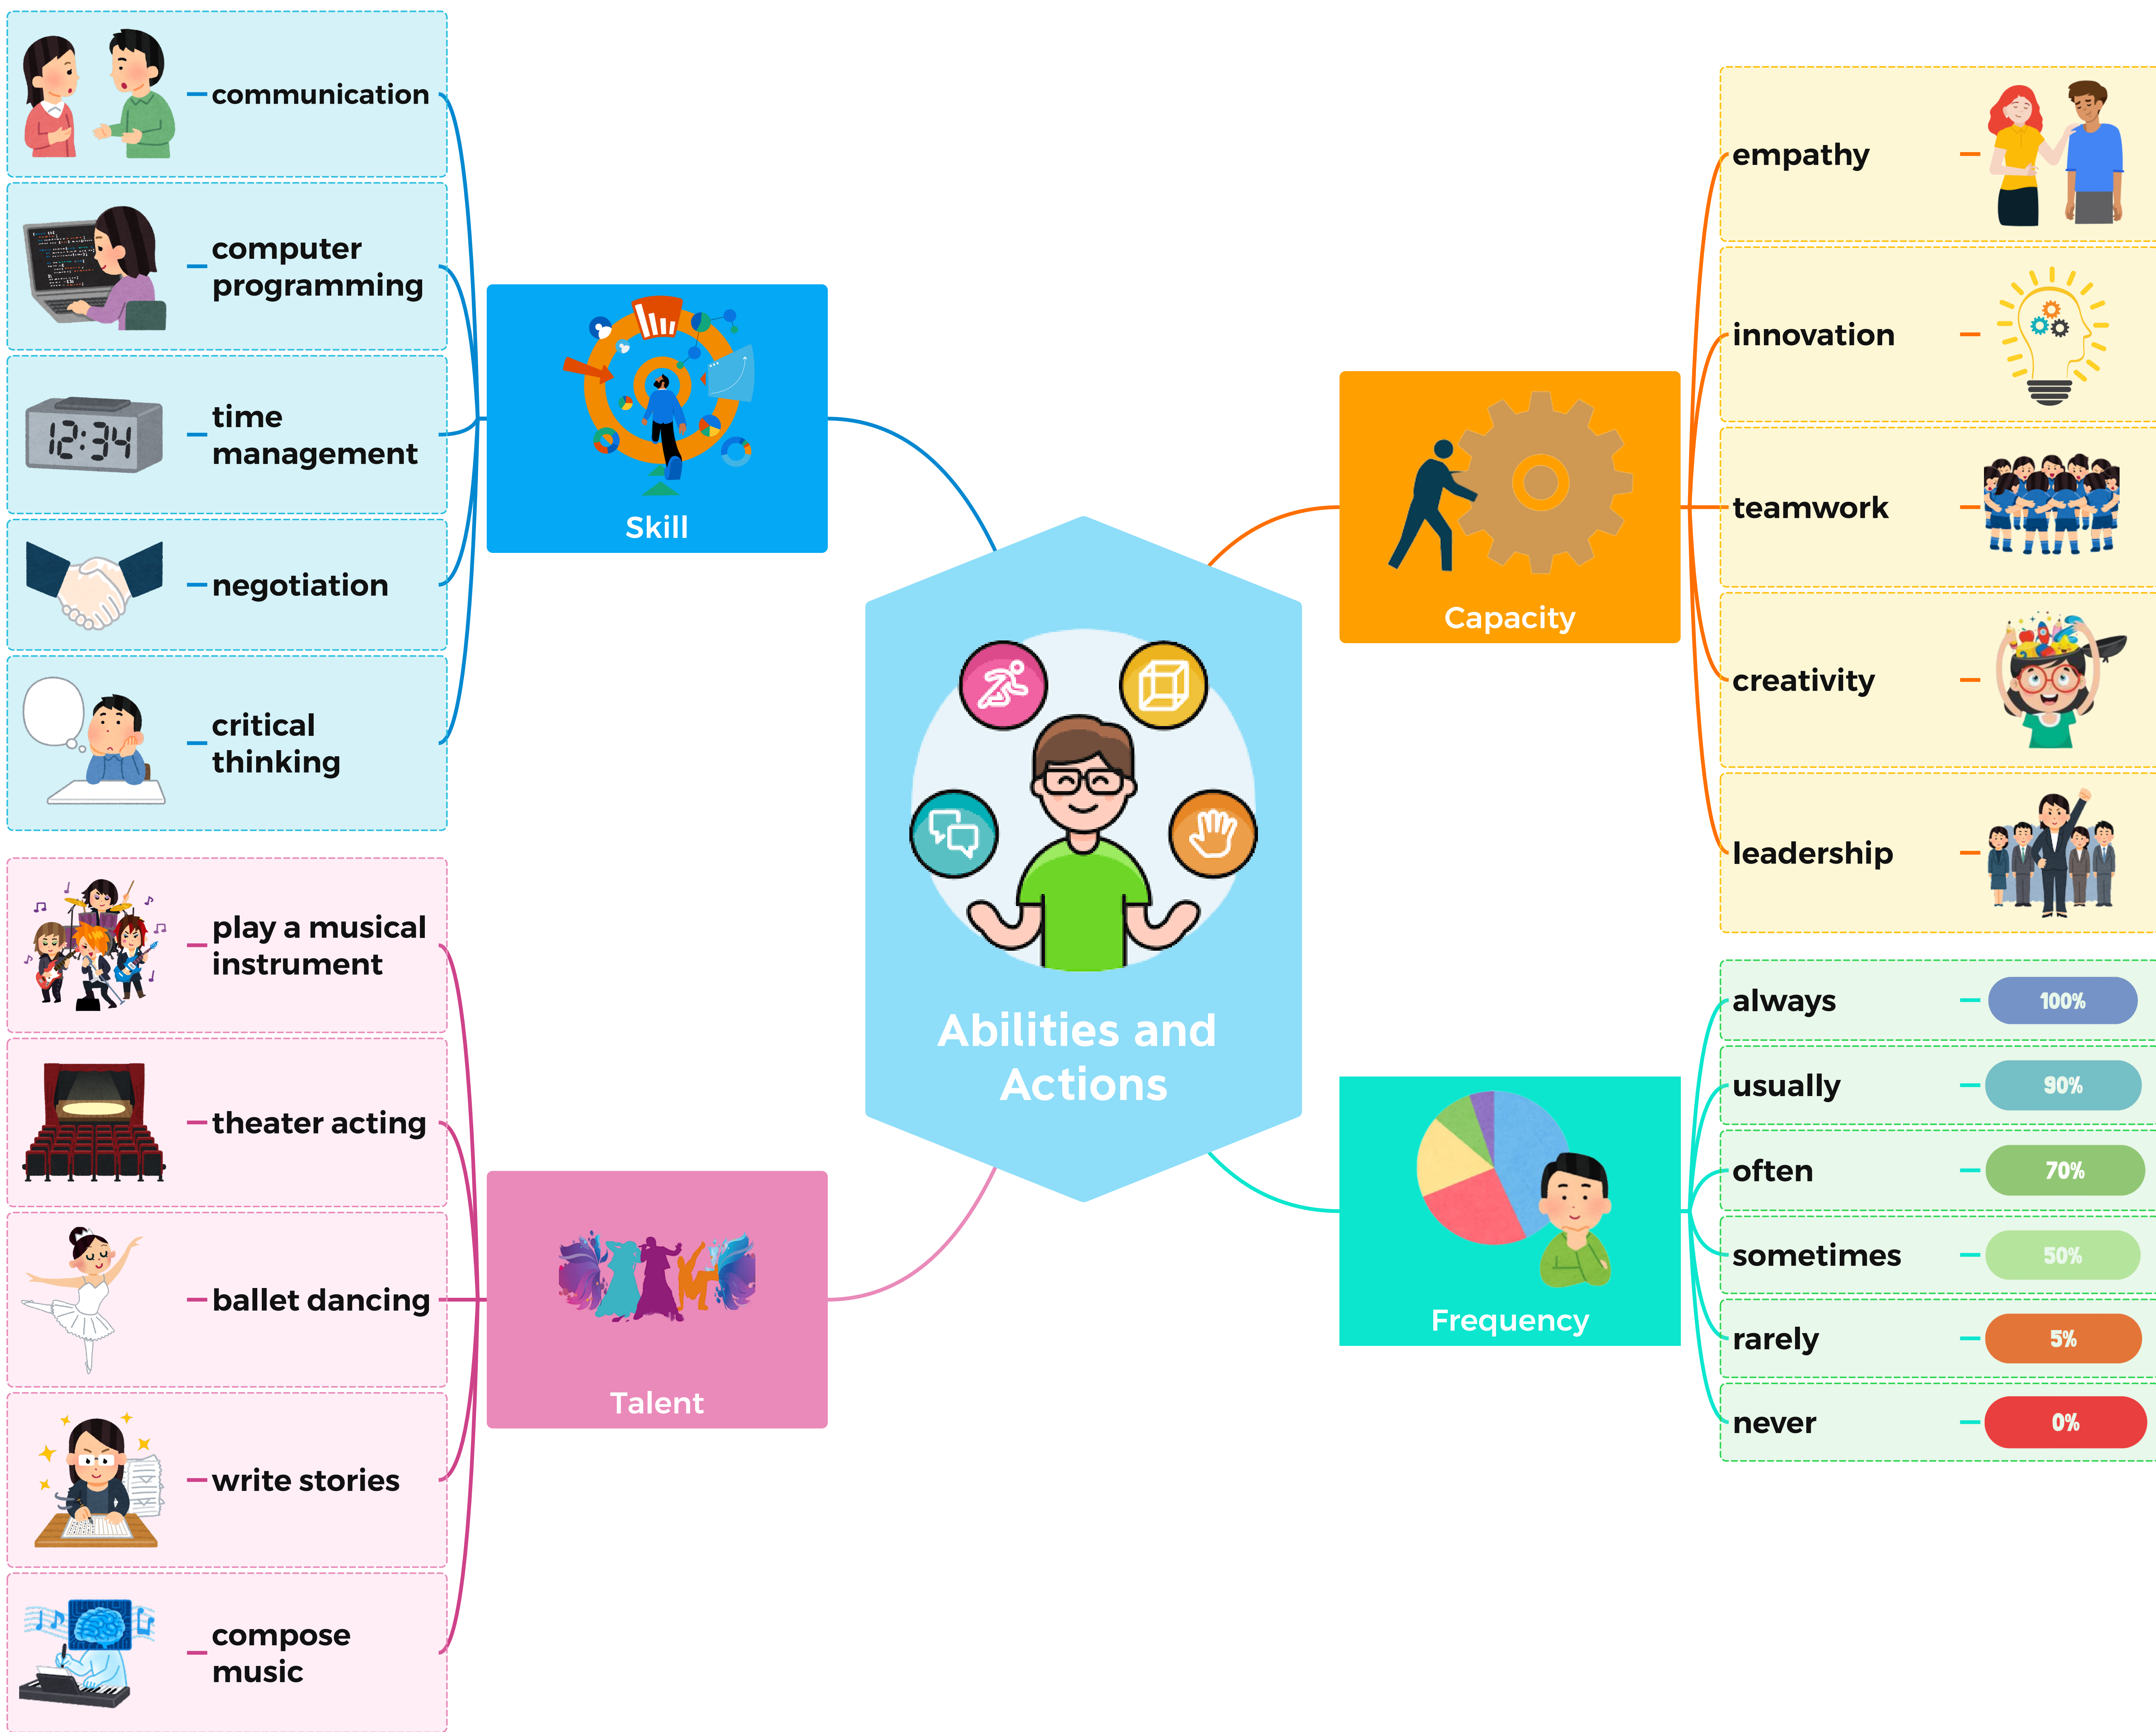 communication
computer
programming
time
management
12:34
negotiation
critical
thinking
Skill
play a musical
instrument
theater acting
ballet dancing
write stories
compose
music
Talent
Abilities and
Actions
Capacity
empathy
innovation
teamwork
creativity
leadership
Frequency
always
100%
usually
90%
often
70%
sometimes
50%
rarely
5%
never
0%